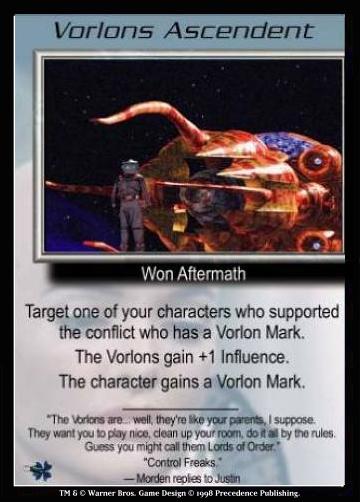 Vorlons Ascendent
Won Aftermath
Target one of your characters who supported
the conflict who has a Vorlon Mark.
The Vorlons gain +1 Influence.
The character gains a Vorlon Mark.
"The Vorlons are... well, they're like your parents, I suppose.
They want you to play nice, clean up your room, do it all by the rules.
Guess you might call them Lords of Order."
"Control Freaks."
— Morden replies to Justin
TM & © Warner Bros. Game Design © 1998 Precedence Publishing.